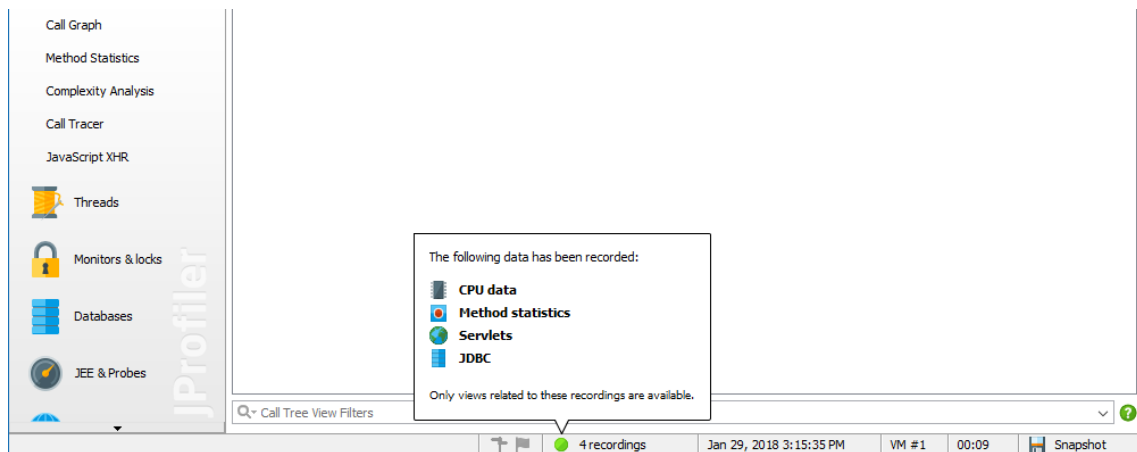 Call Graph
Method Statistics
Complexity Analysis
Call Tracer
JavaScript XHR
Threads
Monitors & locks
Databases
JEE & Probes
JProfiler
The following data has been recorded:
CPU data
Method statistics
Servlets
JDBC
Only views related to these recordings are available.
Call Tree View Filters
4 recordings
Jan 29, 2018 3:15:35 PM
VM #1
00:09
Snapshot